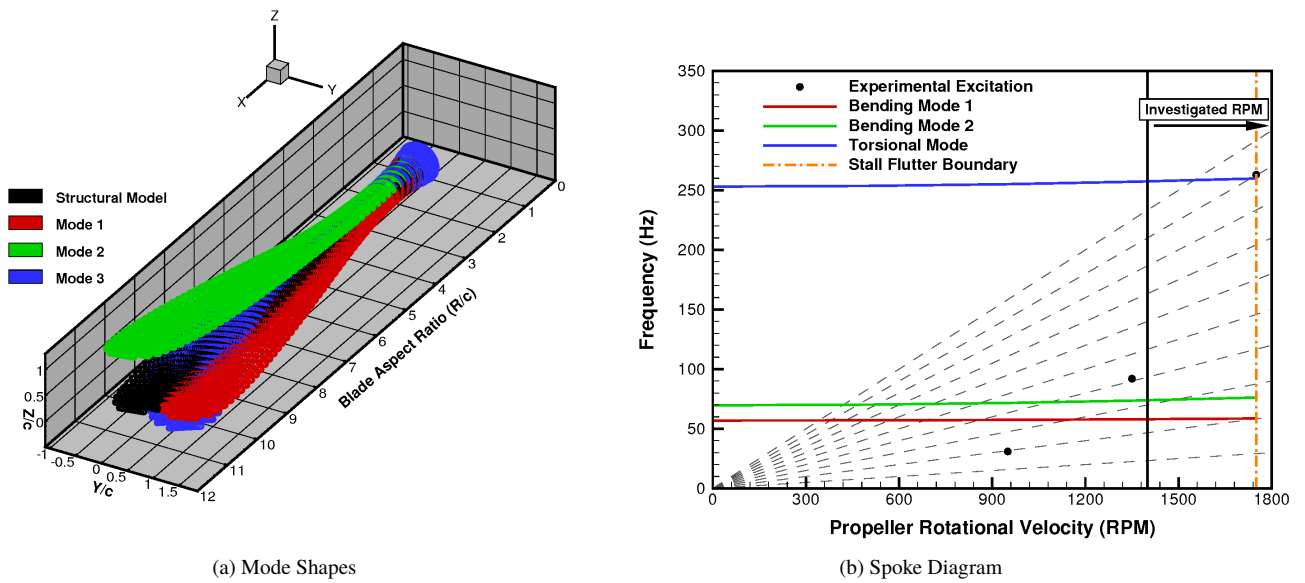 Z
Y
X
Structural Model
Mode 1
Mode 2
Mode 3
0
1
2
3
4
5
6
7
8
9
10
11
12
Blade Aspect Ratio (R/c)
1
0.5
0
Z/c
-1
-0.5
0
0.5
1
1.5
Y/c
(a) Mode Shapes
350
300
250
200
150
100
50
0
Frequency (Hz)
Experimental Excitation
Bending Mode 1
Bending Mode 2
Torsional Mode
Stall Flutter Boundary
Investigated RPM
0
300
600
900
1200
1500
1800
Propeller Rotational Velocity (RPM)
(b) Spoke Diagram